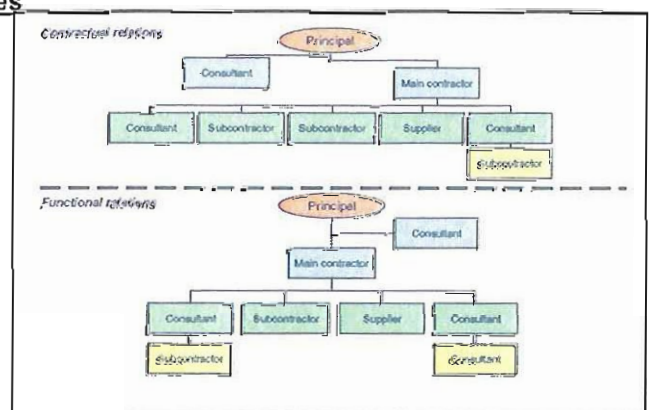 es
Contractual relations
Principal
Consultant
Main contractor
Consultant
Subcontractor
Subcontractor
Supplier
Consultant
Subcontractor
Functional relations
Principal
Consultant
Main contractor
Consultant
Subcontractor
Supplier
Consultant
Subcontractor
Consultant